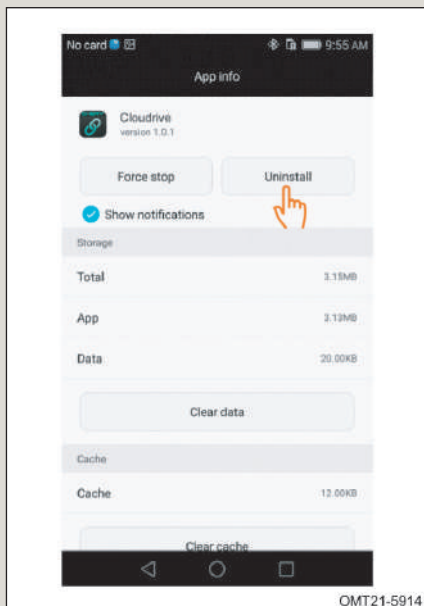 No card 9:55 AM
App info
Cloudrive
version 1.0.1
Force stop Uninstall
Show notifications
Storage
Total 3.15MB
App 3.13MB
Data 20.00KB
Clear data
Cache
Cache 12.00KB
Clear cache
OMT21-5914